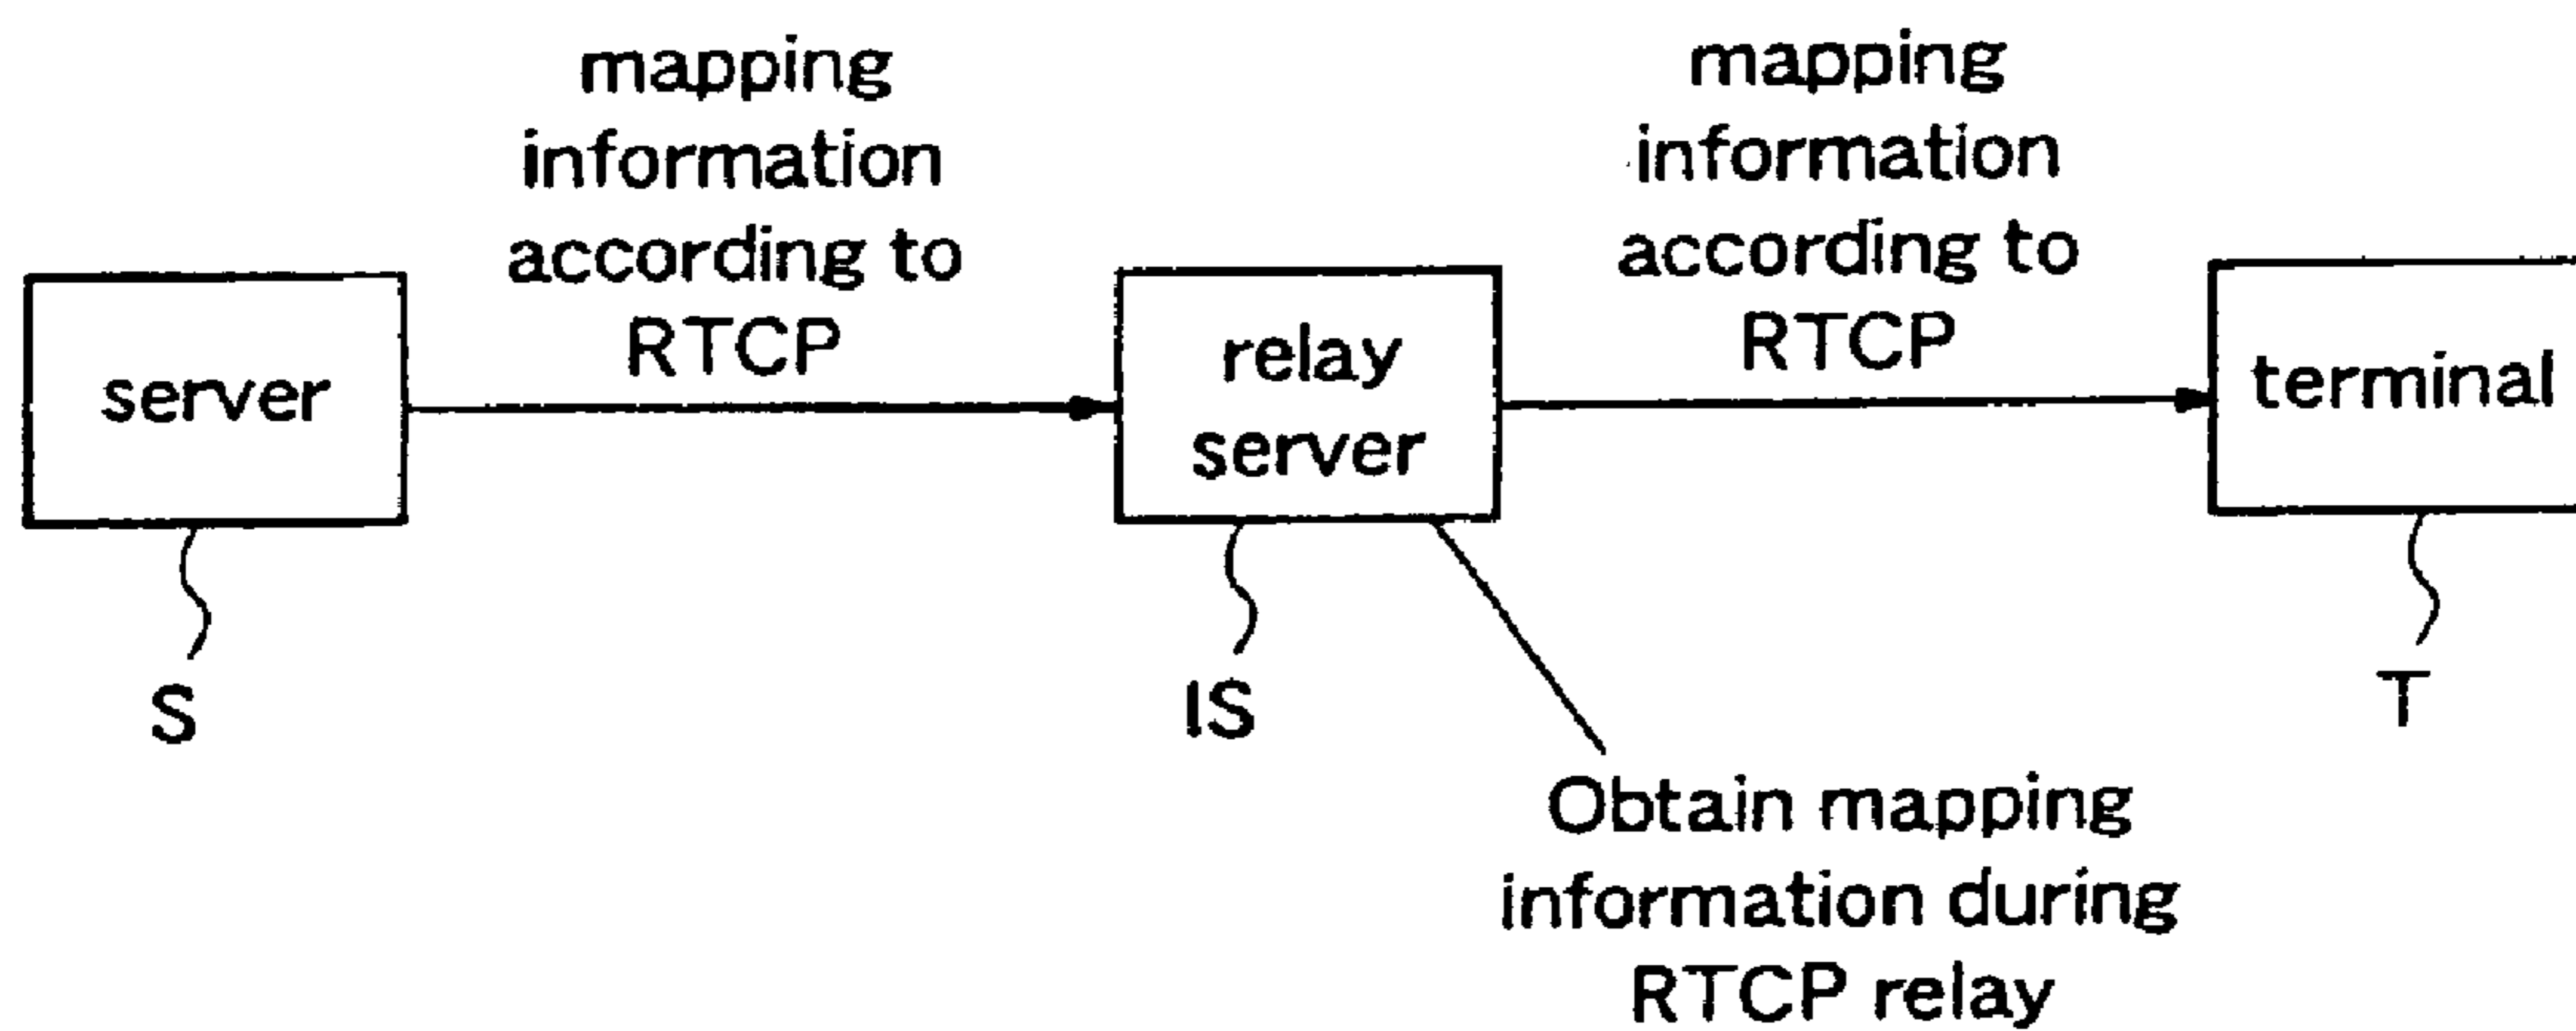 mapping
information
according to
RTCP
mapping
information
according to
RTCP
server
relay
server
terminal
S
IS
T
Obtain mapping
information during
RTCP relay